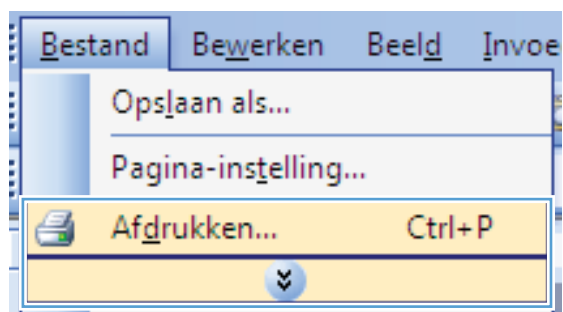 Bestand Bewerken Beeld Invoe
Opslaan als...
Pagina-instelling...
Afdrukken... Ctrl+P